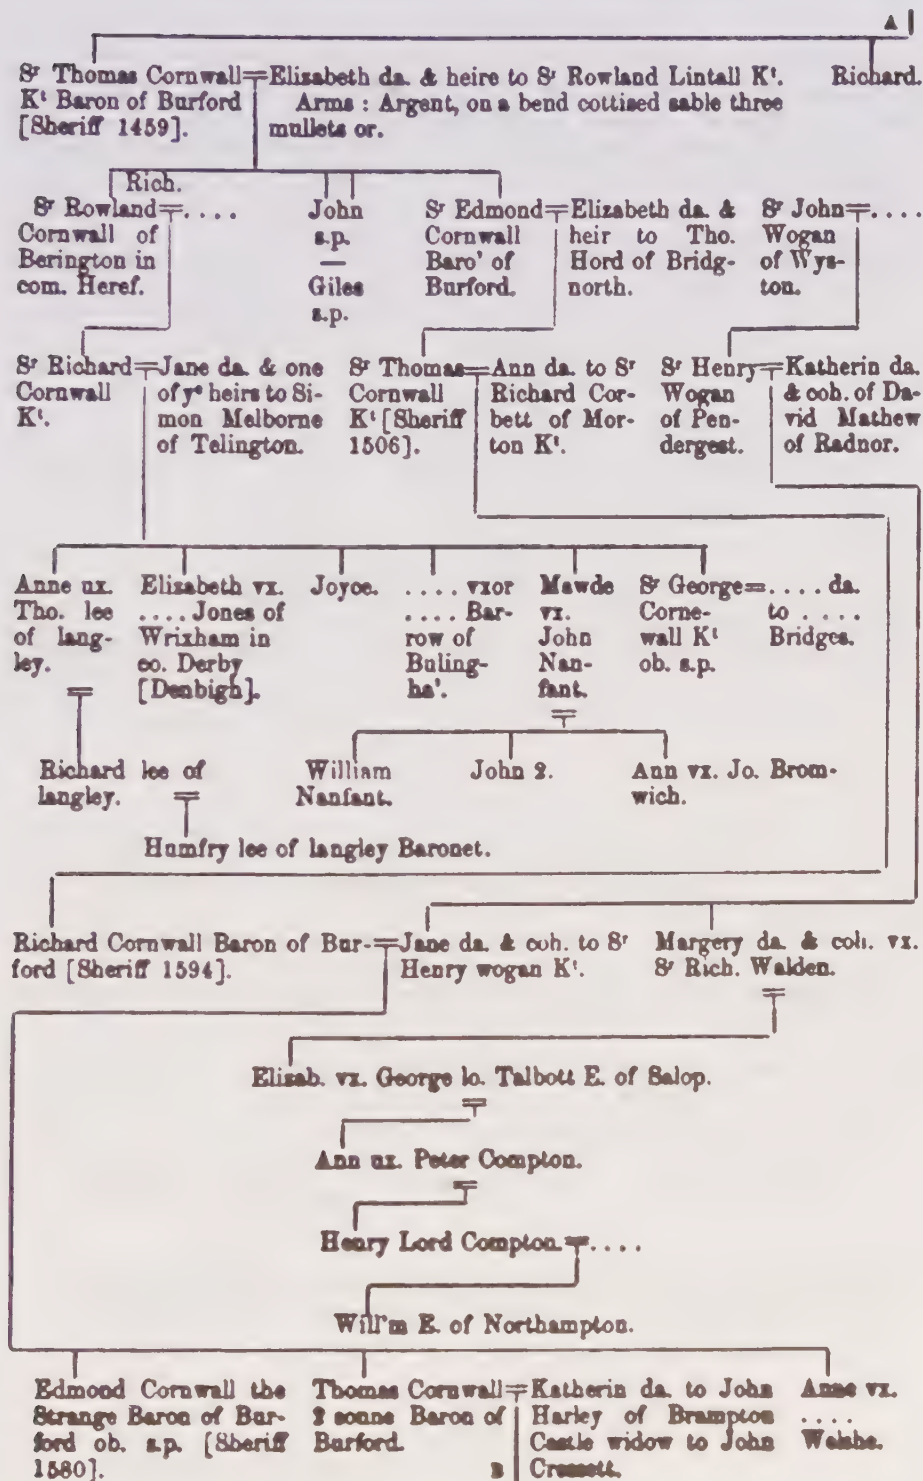 A
Sr Thomas Cornwall
Kt Baron of Burford
[Sheriff 1459].
Elizabeth da. & heire to Sr Rowland Lintall Kt.
Arms : Argent, on a bend cottised sable three
mullets or.
Richard.
Rich.
Sr Rowland
Cornwall of
Berington in
com. Heref.
....
John
s.p.
—
Giles
s.p.
Sr Edmond
Cornwall
Baro' of
Burford.
Elizabeth da. &
heir to Tho.
Hord of Bridg-
north.
Sr John
Wogan
of Wys-
ton.
....
Sr Richard
Cornwall
Kt.
Jane da. & one
of ye heirs to Si-
mon Melborne
of Telington.
Sr Thomas
Cornwall
Kt [Sheriff
1506].
Ann da. to Sr
Richard Cor-
bett of Mor-
ton Kt.
Sr Henry
Wogan
of Pen-
dergest.
Katherin da.
& coh. of Da-
vid Mathew
of Radnor.
Anne ux.
Tho. lee
of lang-
ley.
Elizabeth vx.
.... Jones of
Wrixham in
co. Derby
[Denbigh].
Joyce.
.... vxor
.... Bar-
row of
Buling-
ha'.
Mawde
vx.
John
Nan-
fant.
Sr George
Corne-
wall Kt
ob. s.p.
.... da.
to ....
Bridges.
Richard lee of
langley.
William
Nanfant.
John 2.
Ann vx. Jo. Brom-
wich.
Humfry lee of langley Baronet.
Richard Cornwall Baron of Bur-
ford [Sheriff 1594].
Jane da. & coh. to Sr
Henry wogan Kt.
Margery da. & coh. vx.
Sr Rich. Walden.
Elizab. vx. George lo. Talbott E. of Salop.
Ann ux. Peter Compton.
Henry Lord Compton. ....
Will'm E. of Northampton.
Edmond Cornwall the
Strange Baron of Bur-
ford ob. s.p. [Sheriff
1580].
Thomas Cornwall
2 sonne Baron of
Burford.
Katherin da. to John
Harley of Brampton
Castle widow to John
Cressett.
Anne vx.
....
Welshe.
B